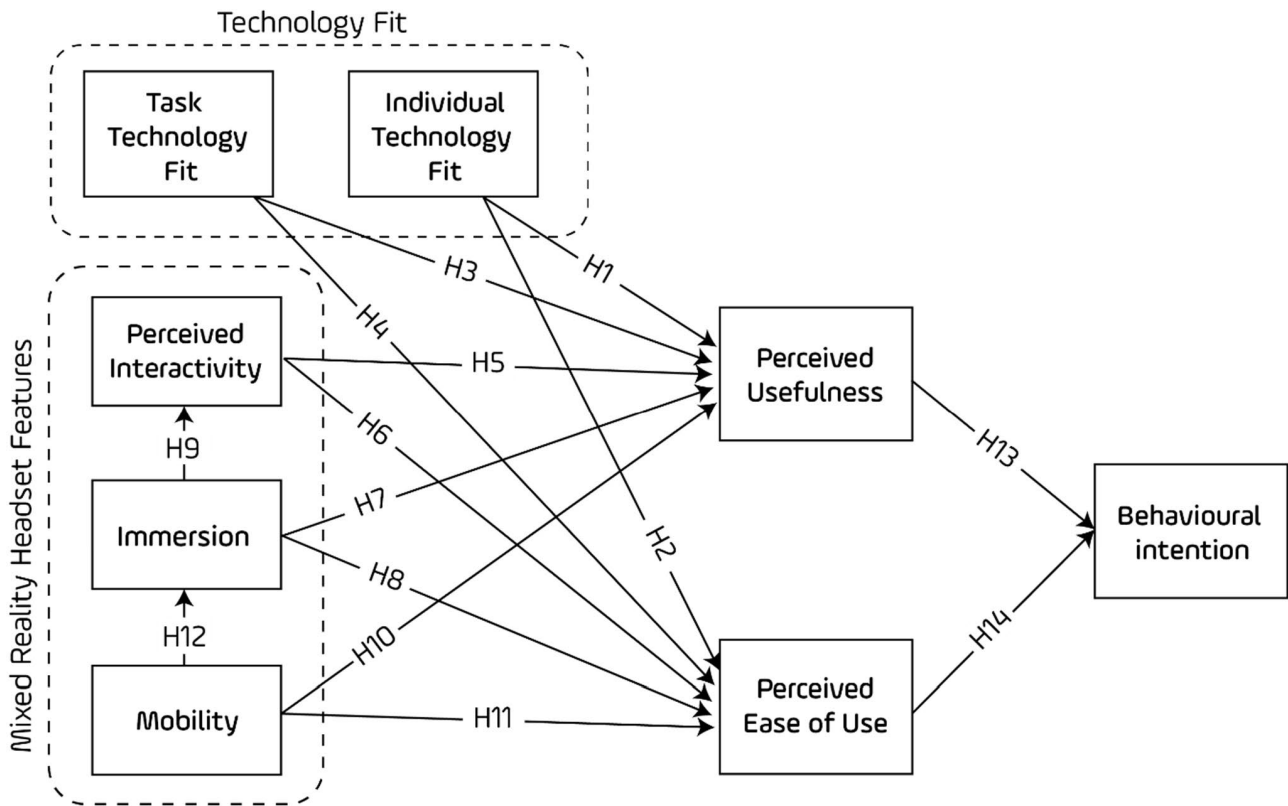 Technology Fit
Task
Technology
Fit
Individual
Technology
Fit
H3
H1
H4
Mixed Reality Headset Features
Perceived
Interactivity
H5
H6
Perceived
Usefulness
H9
H13
Immersion
H7
H2
H8
Behavioural
intention
H12
H10
H14
Mobility
H11
Perceived
Ease of Use